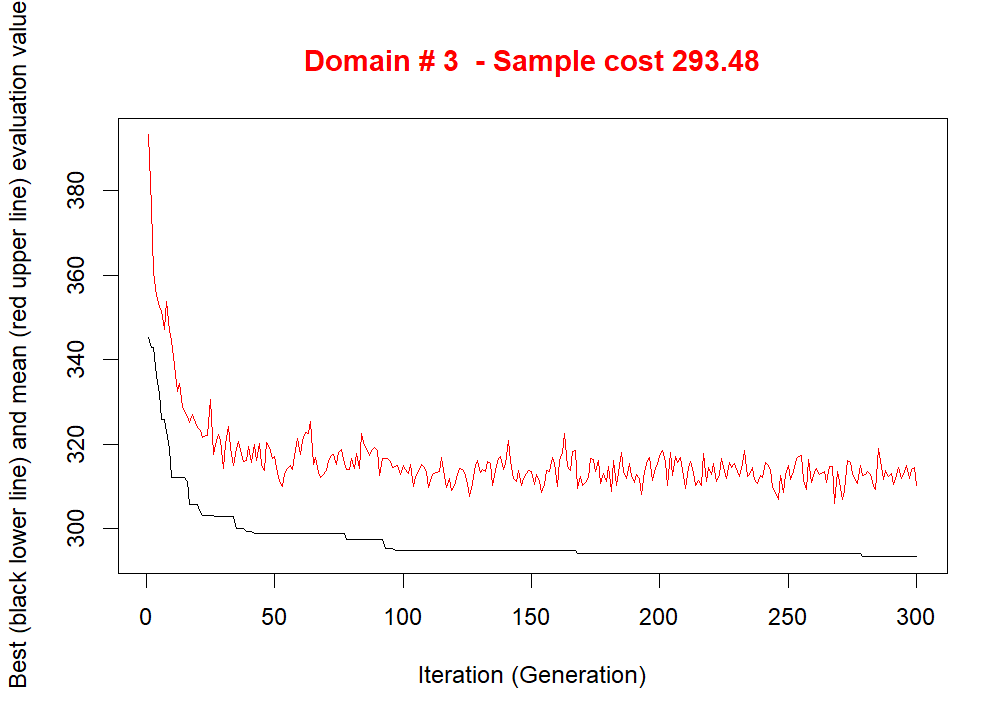 Domain # 3  - Sample cost 293.48
Best (black lower line) and mean (red upper line) evaluation value
380
360
340
320
300
0 50 100 150 200 250 300
Iteration (Generation)